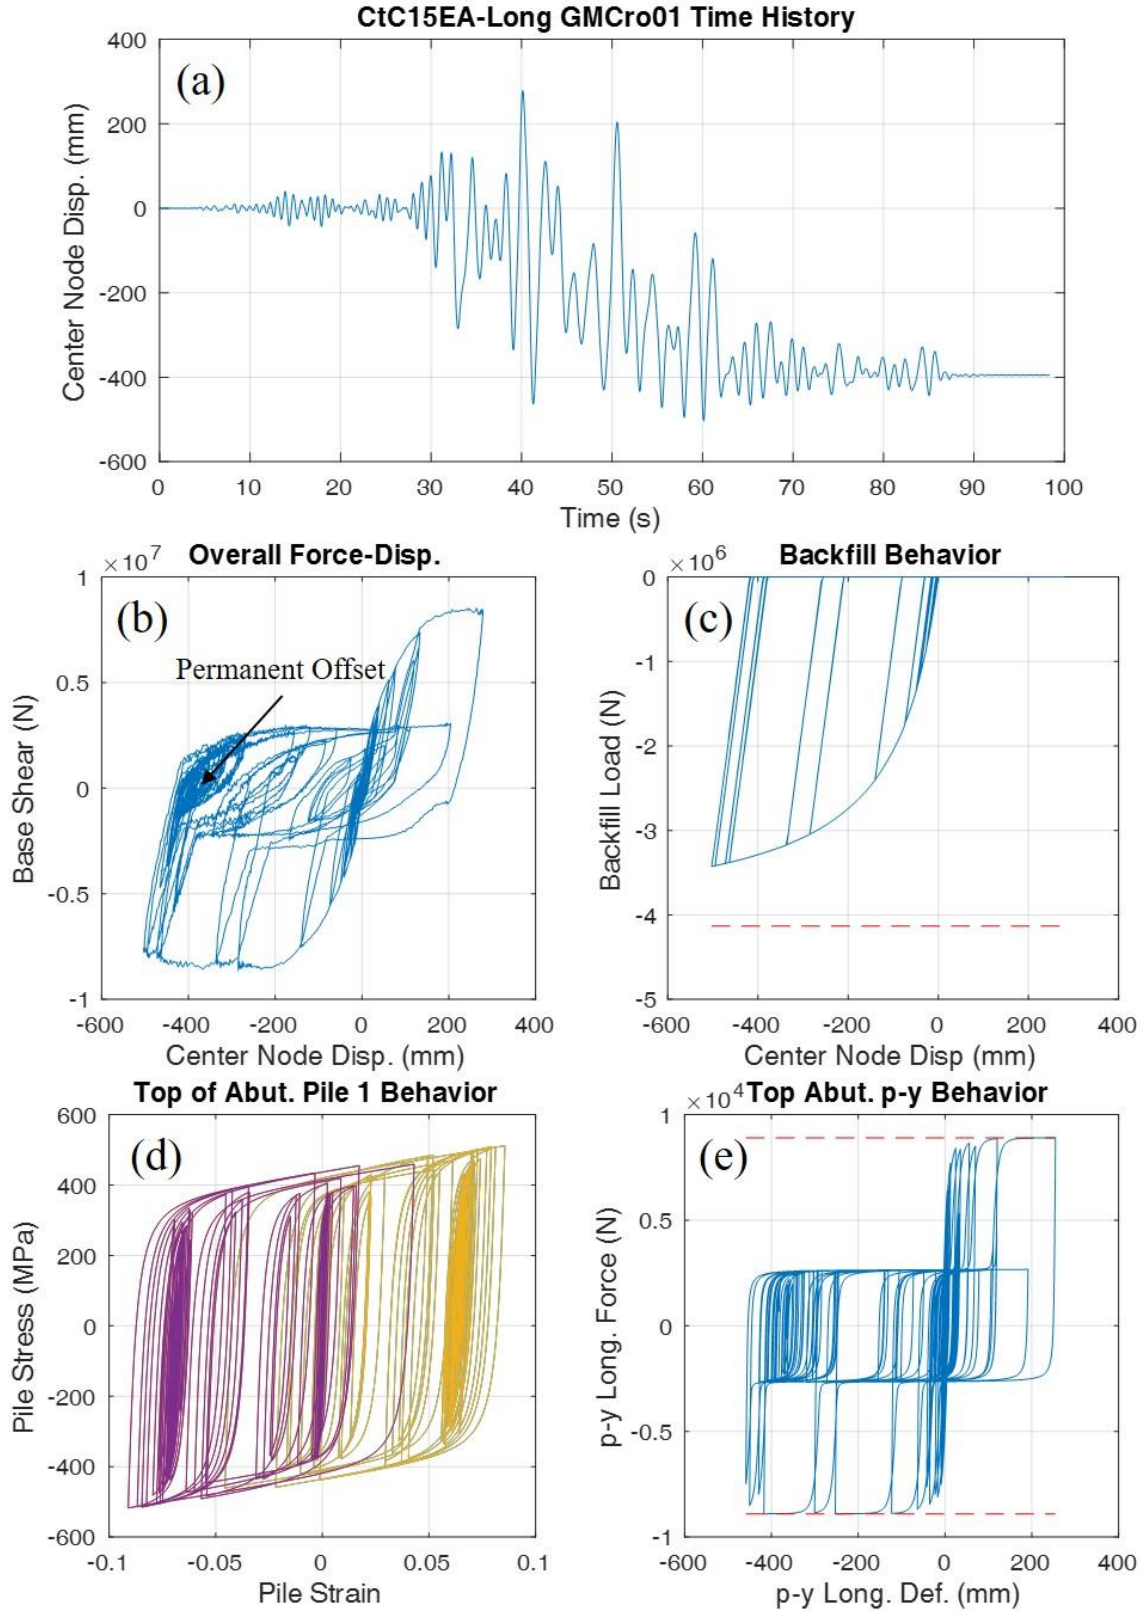 CtC15EA-Long GMCro01 Time History
(a)
400
200
0
-200
-400
-600
Center Node Disp. (mm)
0 10 20 30 40 50 60 70 80 90 100
Time (s)
×10^7 Overall Force-Disp.
(b)
Permanent Offset
1
0.5
0
-0.5
-1
Base Shear (N)
-600 -400 -200 0 200 400
Center Node Disp. (mm)
×10^6 Backfill Behavior
(c)
0
-1
-2
-3
-4
-5
Backfill Load (N)
-600 -400 -200 0 200 400
Center Node Disp (mm)
Top of Abut. Pile 1 Behavior
(d)
600
400
200
0
-200
-400
-600
Pile Stress (MPa)
-0.1 -0.05 0 0.05 0.1
Pile Strain
×10^4 Top Abut. p-y Behavior
(e)
1
0.5
0
-0.5
-1
p-y Long. Force (N)
-600 -400 -200 0 200 400
p-y Long. Def. (mm)